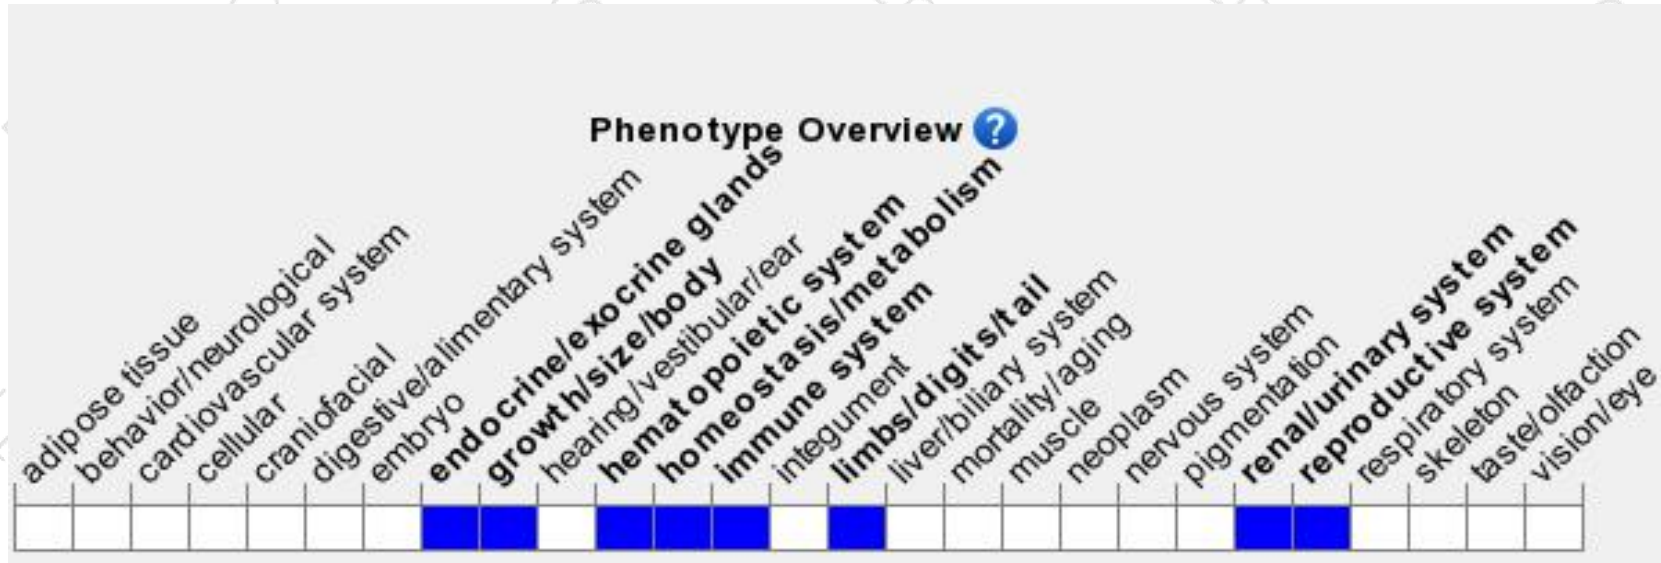 Phenotype Overview ?
adipose tissue
behavior/neurological
cardiovascular system
cellular
craniofacial
digestive/alimentary system
embryo
endocrine/exocrine glands
growth/size/body
hearing/vestibular/ear
hematopoietic system
homeostasis/metabolism
immune system
integument
limbs/digits/tail
liver/biliary system
mortality/aging
muscle
neoplasm
nervous system
pigmentation
renal/urinary system
reproductive system
respiratory system
skeleton
taste/olfaction
vision/eye